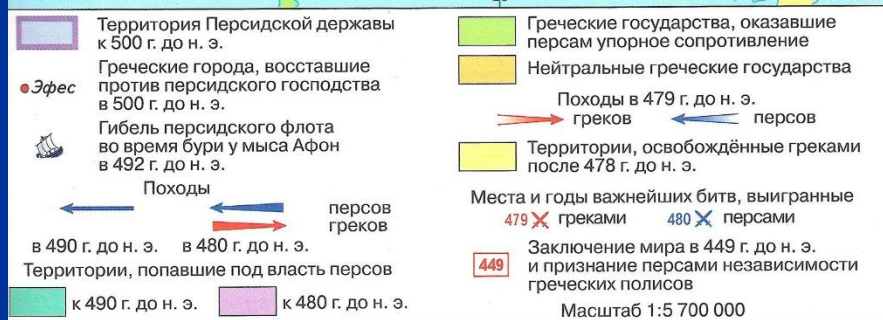 Территория Персидской державы
к 500 г. до н. э.
Эфес
Греческие города, восставшие
против персидского господства
в 500 г. до н. э.
Гибель персидского флота
во время бури у мыса Афон
в 492 г. до н. э.
Походы
персов
греков
в 490 г. до н. э. в 480 г. до н. э.
Территории, попавшие под власть персов
к 490 г. до н. э. к 480 г. до н. э.
Греческие государства, оказавшие
персам упорное сопротивление
Нейтральные греческие государства
Походы в 479 г. до н. э.
греков персов
Территории, освобождённые греками
после 478 г. до н. э.
Места и годы важнейших битв, выигранные
479 греками 480 персами
449
Заключение мира в 449 г. до н. э.
и признание персами независимости
греческих полисов
Масштаб 1:5 700 000